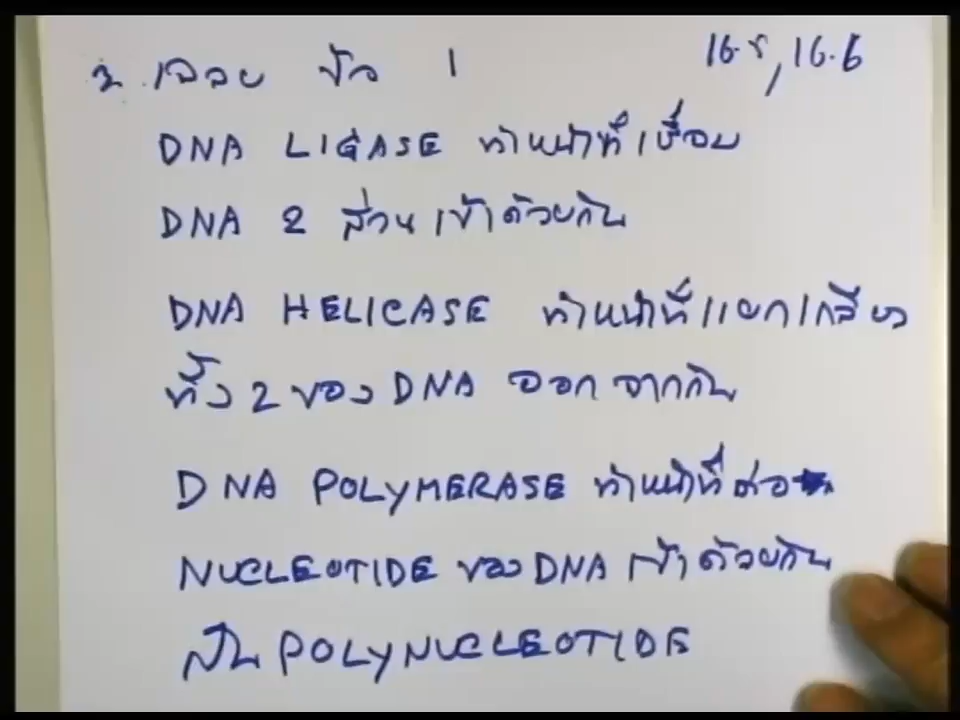 2. เฉลย ข้อ 1 16.5, 16.6
DNA LIGASE ทำหน้าที่เชื่อม
DNA 2 ส่วนเข้าด้วยกัน
DNA HELICASE ทำหน้าที่แยกเกลียว
ทั้ง 2 ของ DNA ออกจากกัน
DNA POLYMERASE ทำหน้าที่ต่อ
NUCLEOTIDE ของ DNA เข้าด้วยกัน
เป็น POLYNUCLEOTIDE